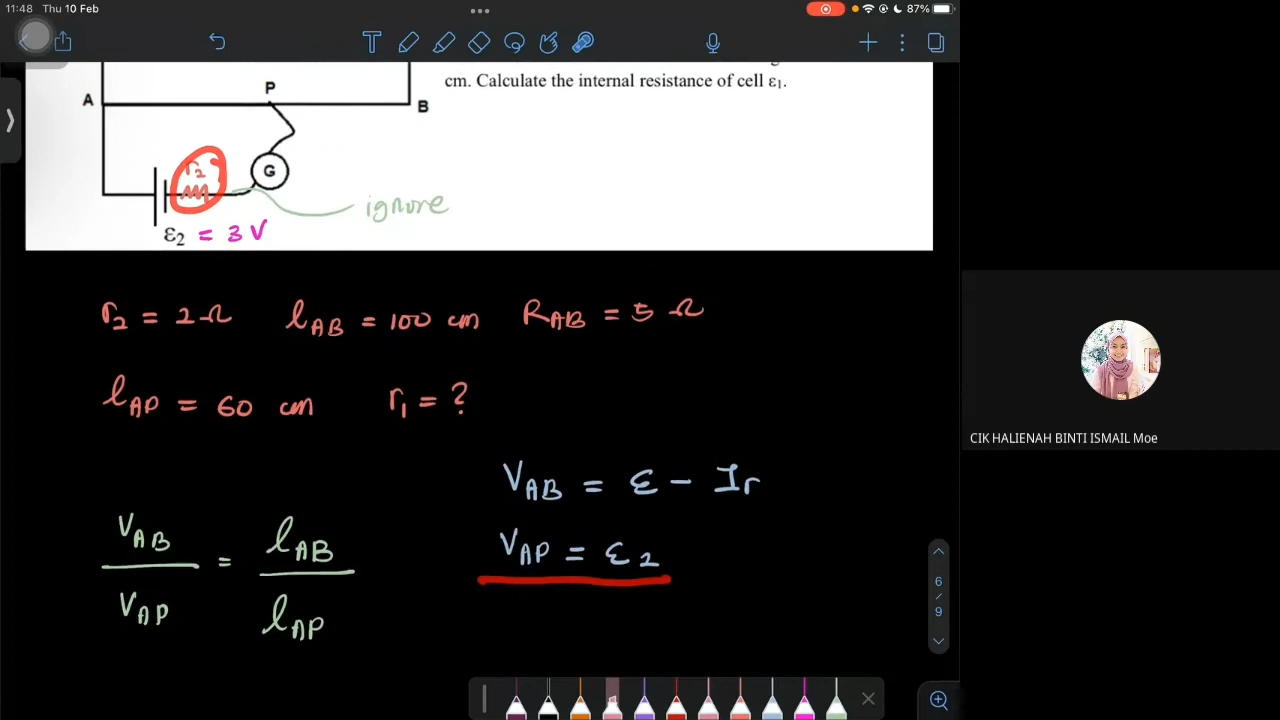 11:48 Thu 10 Feb
87%
T
cm. Calculate the internal resistance of cell ε₁.
A
P
B
r₂
G
ignore
ε₂ = 3 V
r₂ = 2 Ω   l_AB = 100 cm   R_AB = 5 Ω
l_AP = 60 cm   r₁ = ?
V_AB = ε - Ir
V_AP = ε₂
V_AB / V_AP = l_AB / l_AP
6
/
9
CIK HALIENAH BINTI ISMAIL Moe